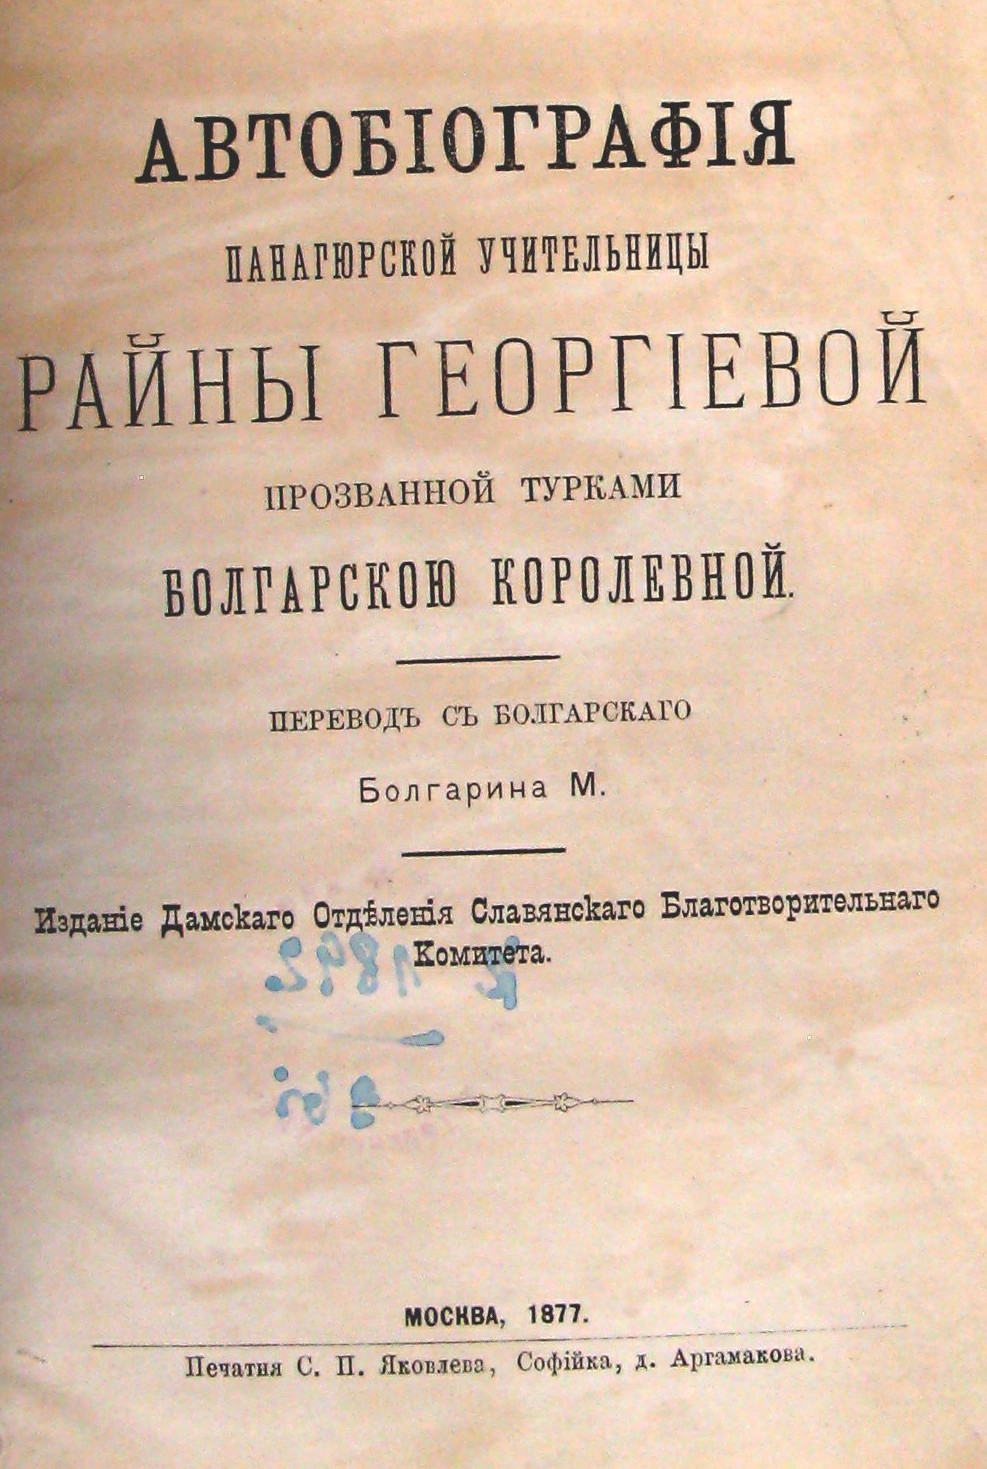 АВТОБІОГРАФІЯ
ПАНАГЮРСКОЙ УЧИТЕЛЬНИЦЫ
РАЙНЫ ГЕОРГІЕВОЙ
ПРОЗВАННОЙ ТУРКАМИ
БОЛГАРСКОЮ КОРОЛЕВНОЙ.
ПЕРЕВОДЪ СЪ БОЛГАРСКАГО
Болгарина М.
Изданіе Дамскаго Отдѣленія Славянскаго Благотворительнаго
Комитета.
МОСКВА, 1877.
Печатня С. П. Яковлева, Софійка, д. Аргамакова.